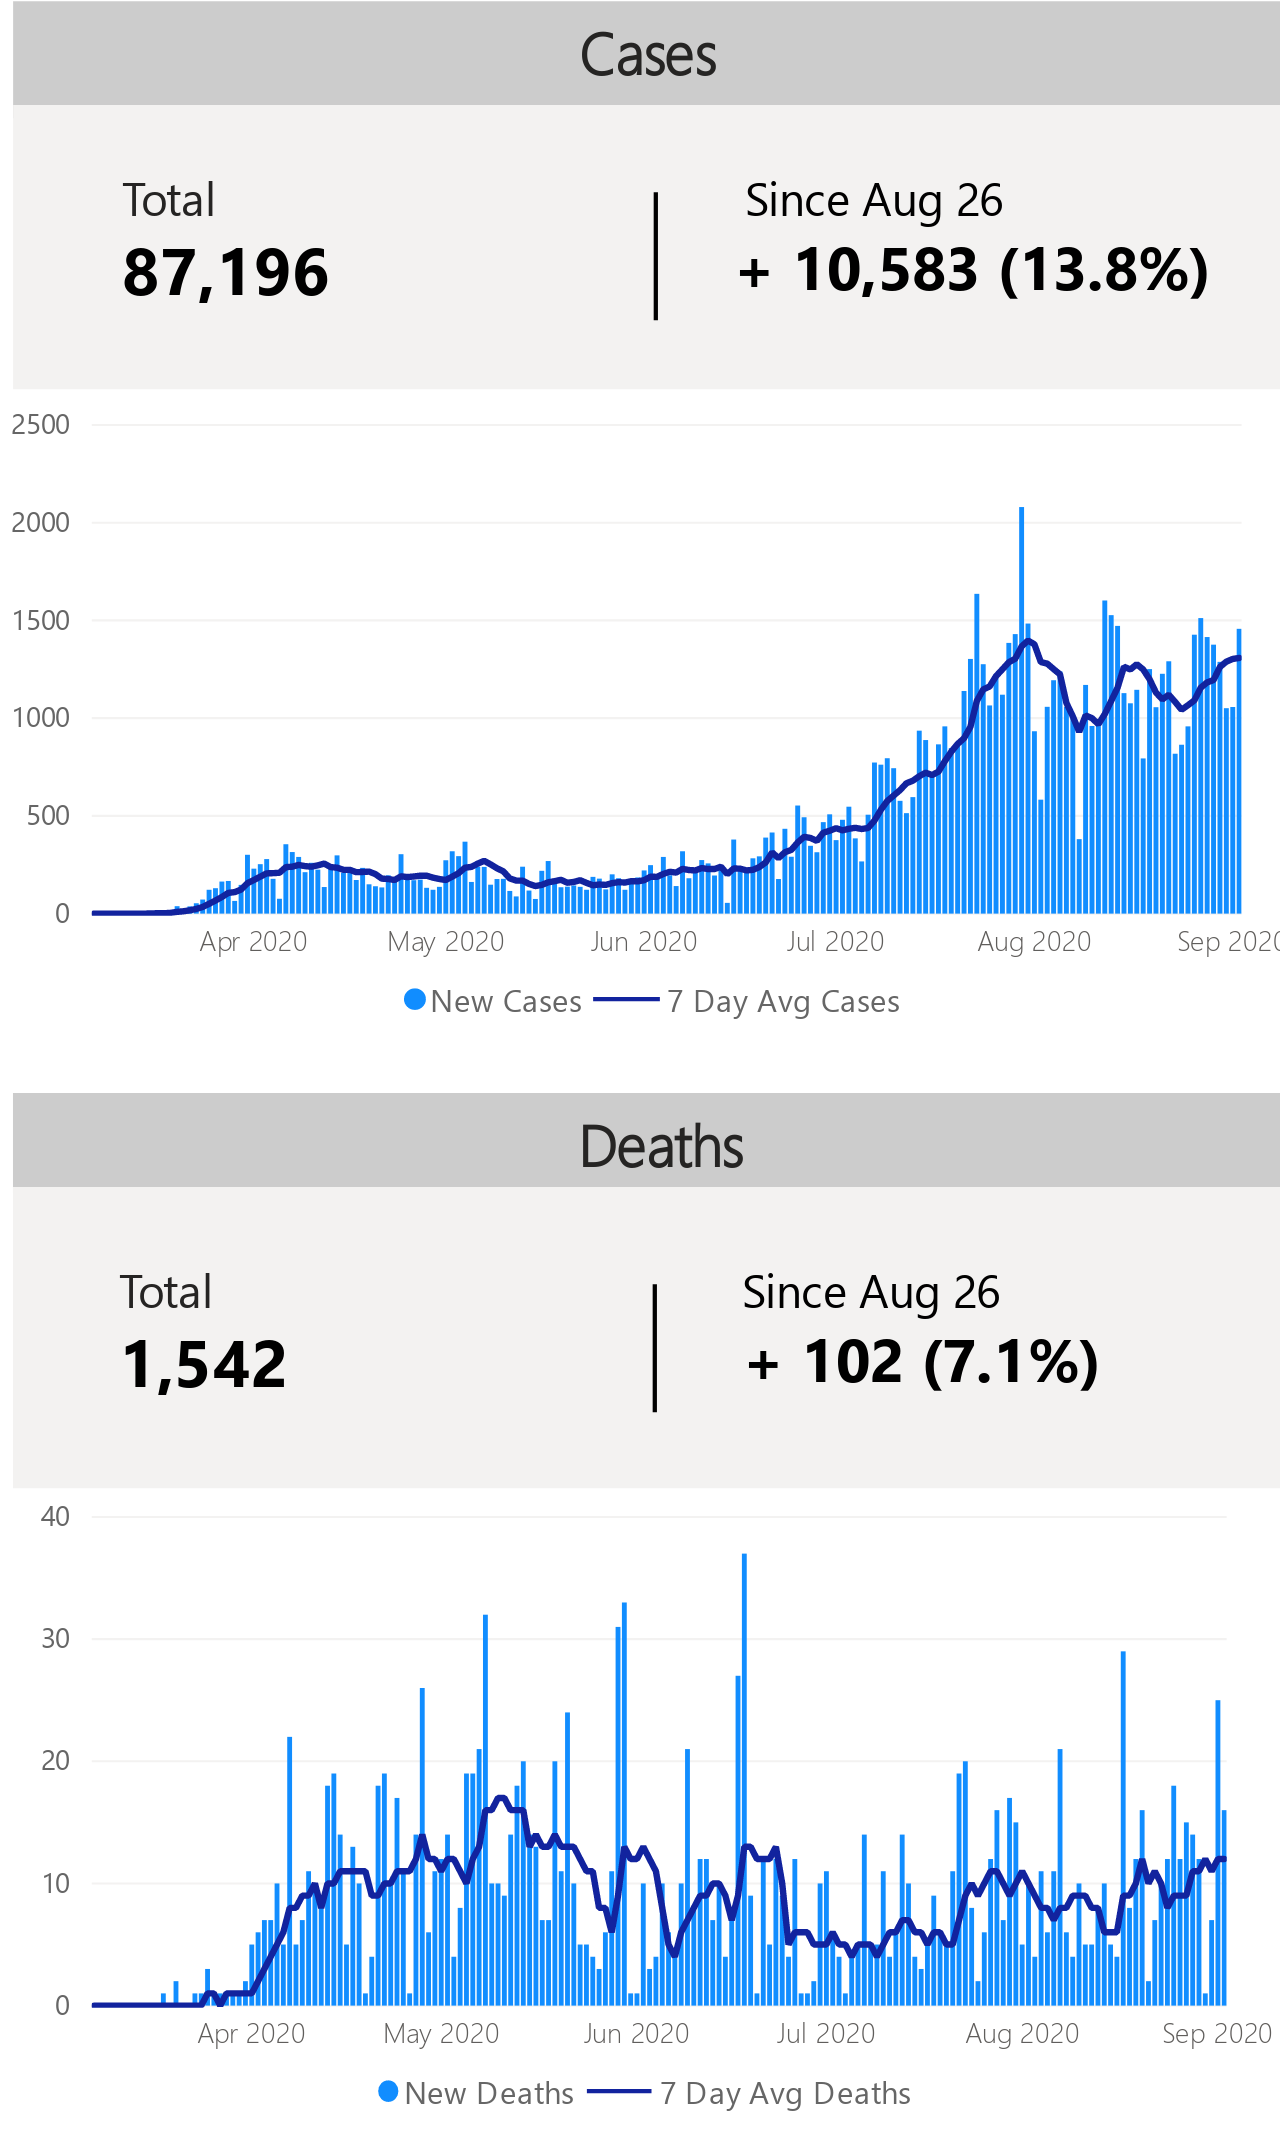 Cases
Total
Since Aug 26
87,196
+ 10,583 (13.8%)
2500
2000
1500
1000
500
0
Apr 2020
May 2020
Jun 2020
Jul 2020
Aug 2020
Sep 2020
New Cases
7 Day Avg Cases
Deaths
Total
Since Aug 26
1,542
+ 102 (7.1%)
40
30
20
10
0
Apr 2020
May 2020
Jun 2020
Jul 2020
Aug 2020
Sep 2020
New Deaths
7 Day Avg Deaths